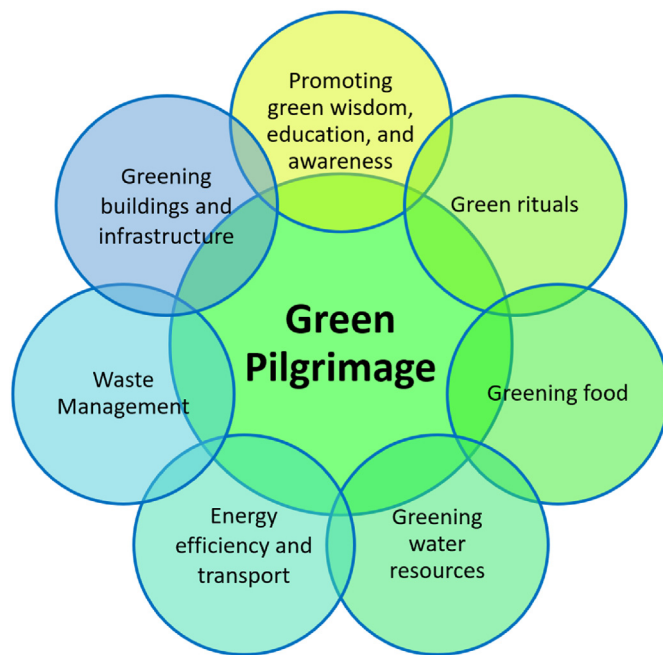 Promoting
green wisdom,
education, and
awareness
Green rituals
Greening food
Greening
water
resources
Energy
efficiency and
transport
Waste
Management
Greening
buildings and
infrastructure
Green
Pilgrimage